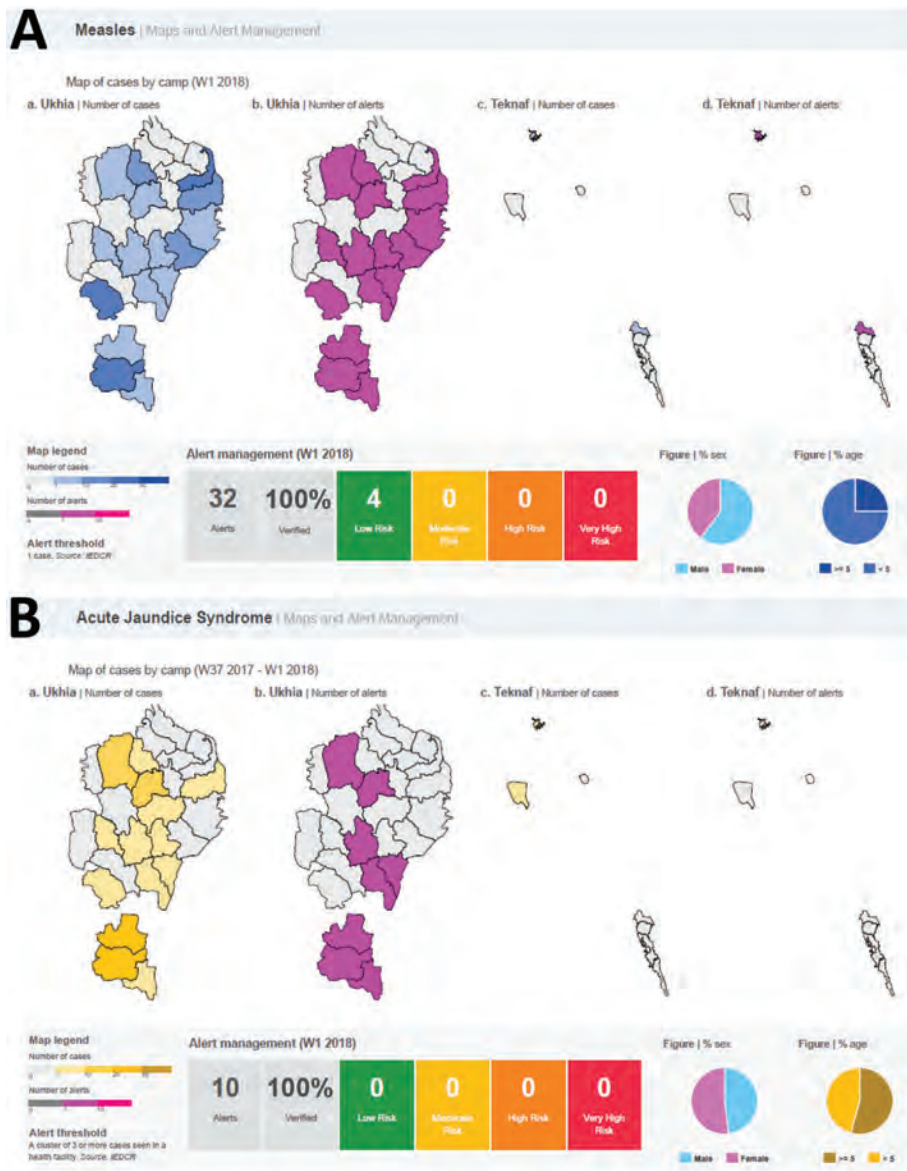 A
Measles | Maps and Alert Management
Map of cases by camp (W1 2018)
a. Ukhia | Number of cases
b. Ukhia | Number of alerts
c. Teknaf | Number of cases
d. Teknaf | Number of alerts
Map legend
Number of cases
Number of alerts
Alert threshold
1 case. Source: IEDCR
Alert management (W1 2018)
32
Alerts
100%
Verified
4
Low Risk
0
Moderate
Risk
0
High Risk
0
Very High
Risk
Figure | % sex
Male
Female
Figure | % age
>= 5
< 5
B
Acute Jaundice Syndrome | Maps and Alert Management
Map of cases by camp (W37 2017 - W1 2018)
a. Ukhia | Number of cases
b. Ukhia | Number of alerts
c. Teknaf | Number of cases
d. Teknaf | Number of alerts
Map legend
Number of cases
Number of alerts
Alert threshold
A cluster of 3 or more cases seen in a
health facility. Source: IEDCR
Alert management (W1 2018)
10
Alerts
100%
Verified
0
Low Risk
0
Moderate
Risk
0
High Risk
0
Very High
Risk
Figure | % sex
Male
Female
Figure | % age
>= 5
< 5